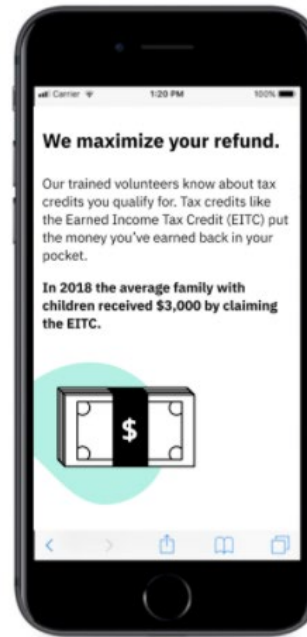 Carrier 1:20 PM 100%
We maximize your refund.
Our trained volunteers know about tax
credits you qualify for. Tax credits like
the Earned Income Tax Credit (EITC) put
the money you've earned back in your
pocket.
In 2018 the average family with
children received $3,000 by claiming
the EITC.
$